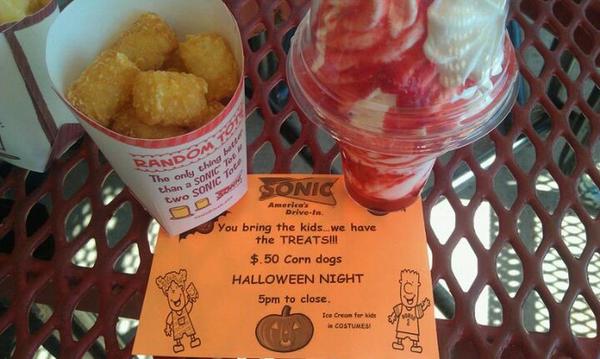 RANDOM TOTS
The only thing better
than a SONIC Tot is
two SONIC Tots
SONIC
SONIC
America's
Drive-In.
You bring the kids...we have
the TREATS!!!
$.50 Corn dogs
HALLOWEEN NIGHT
5pm to close.
Ice Cream for kids
in COSTUMES!